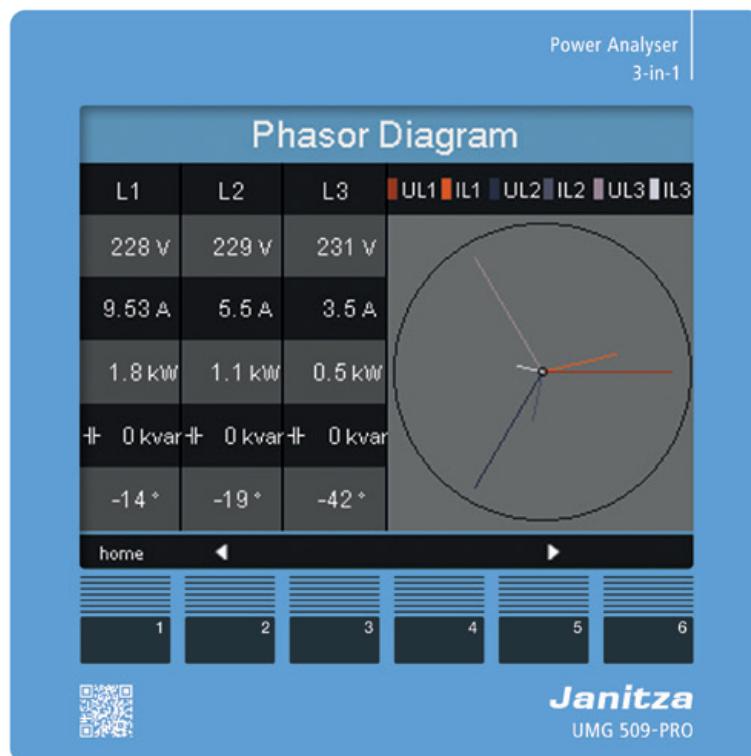 Power Analyser
3-in-1
Phasor Diagram
L1 L2 L3 UL1 IL1 UL2 IL2 UL3 IL3
228 V 229 V 231 V
9.53 A 5.5 A 3.5 A
1.8 kW 1.1 kW 0.5 kW
0 kvar 0 kvar 0 kvar
-14 ° -19 ° -42 °
home
1 2 3 4 5 6
Janitza
UMG 509-PRO